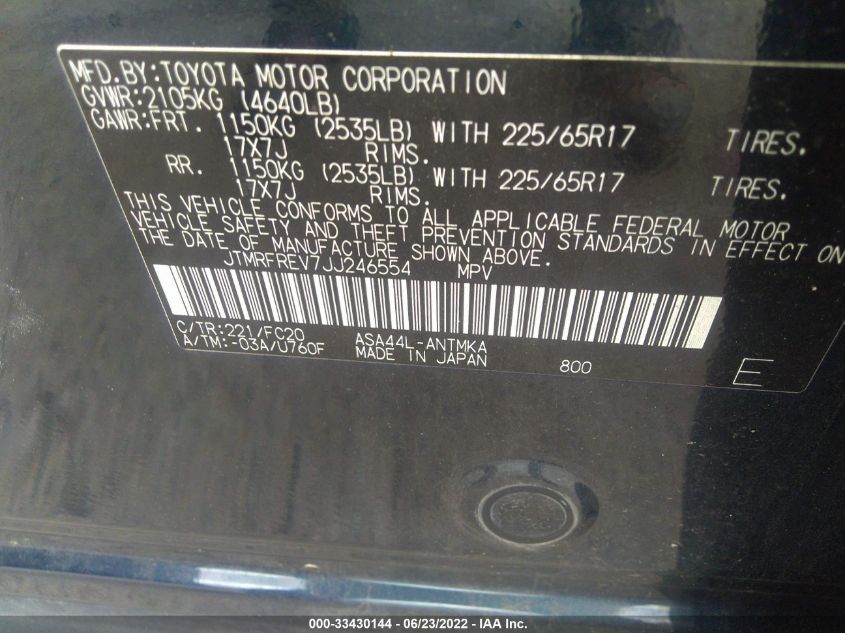 MFD.BY:TOYOTA MOTOR CORPORATION
GVWR:2105KG (4640LB)
GAWR:FRT. 1150KG (2535LB) WITH 225/65R17 TIRES.
17X7J RIMS.
RR. 1150KG (2535LB) WITH 225/65R17 TIRES.
17X7J RIMS.
THIS VEHICLE CONFORMS TO ALL APPLICABLE FEDERAL MOTOR
VEHICLE SAFETY AND THEFT PREVENTION STANDARDS IN EFFECT ON
THE DATE OF MANUFACTURE SHOWN ABOVE.
JTMRFREV7JJ246554 MPV
C/TR:221/FC20 ASA44L-ANTMKA
A/TM:-03A/U760F MADE IN JAPAN 800 E
000-33430144 - 06/23/2022 - IAA Inc.